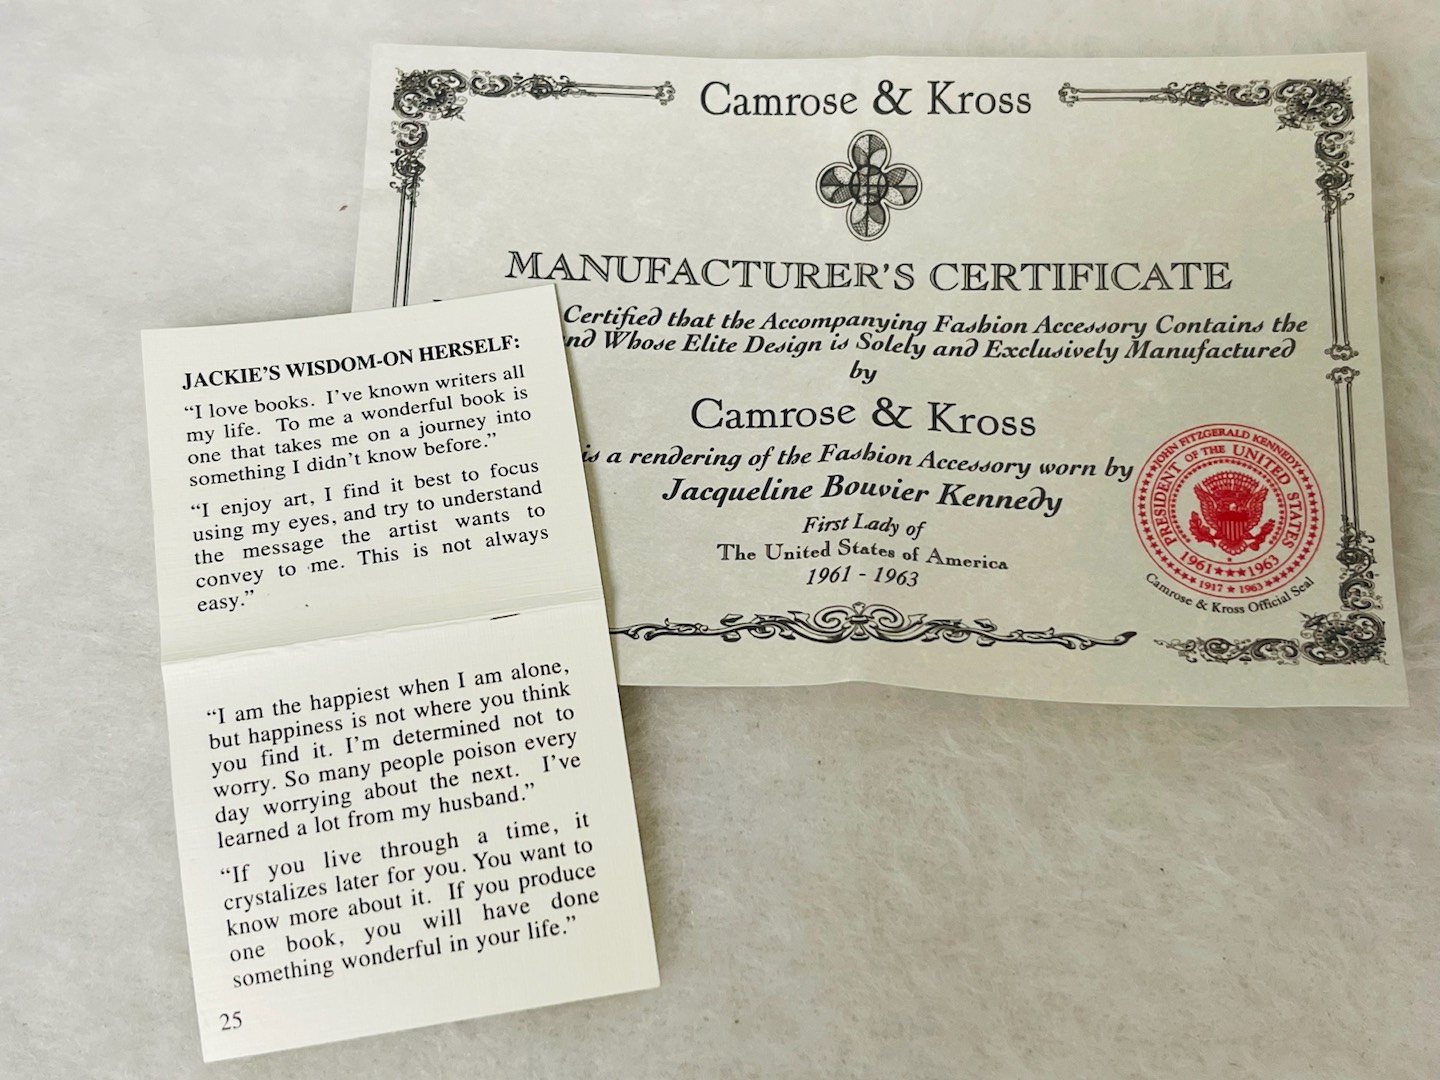 Camrose & Kross
MANUFACTURER'S CERTIFICATE
Certified that the Accompanying Fashion Accessory Contains the
Whose Elite Design is Solely and Exclusively Manufactured
by
Camrose & Kross
is a rendering of the Fashion Accessory worn by
Jacqueline Bouvier Kennedy
First Lady of
The United States of America
1961 - 1963
JOHN FITZGERALD KENNEDY
PRESIDENT OF THE UNITED STATES
1961★★★1963
1917 ★ 1963
Camrose & Kross Official Seal
JACKIE'S WISDOM-ON HERSELF:
“I love books. I've known writers all
my life. To me a wonderful book is
one that takes me on a journey into
something I didn't know before.”
“I enjoy art, I find it best to focus
using my eyes, and try to understand
the message the artist wants to
convey to me. This is not always
easy.”
“I am the happiest when I am alone,
but happiness is not where you think
you find it. I'm determined not to
worry. So many people poison every
day worrying about the next. I've
learned a lot from my husband.”
“If you live through a time, it
crystalizes later for you. You want to
know more about it. If you produce
one book, you will have done
something wonderful in your life.”
25